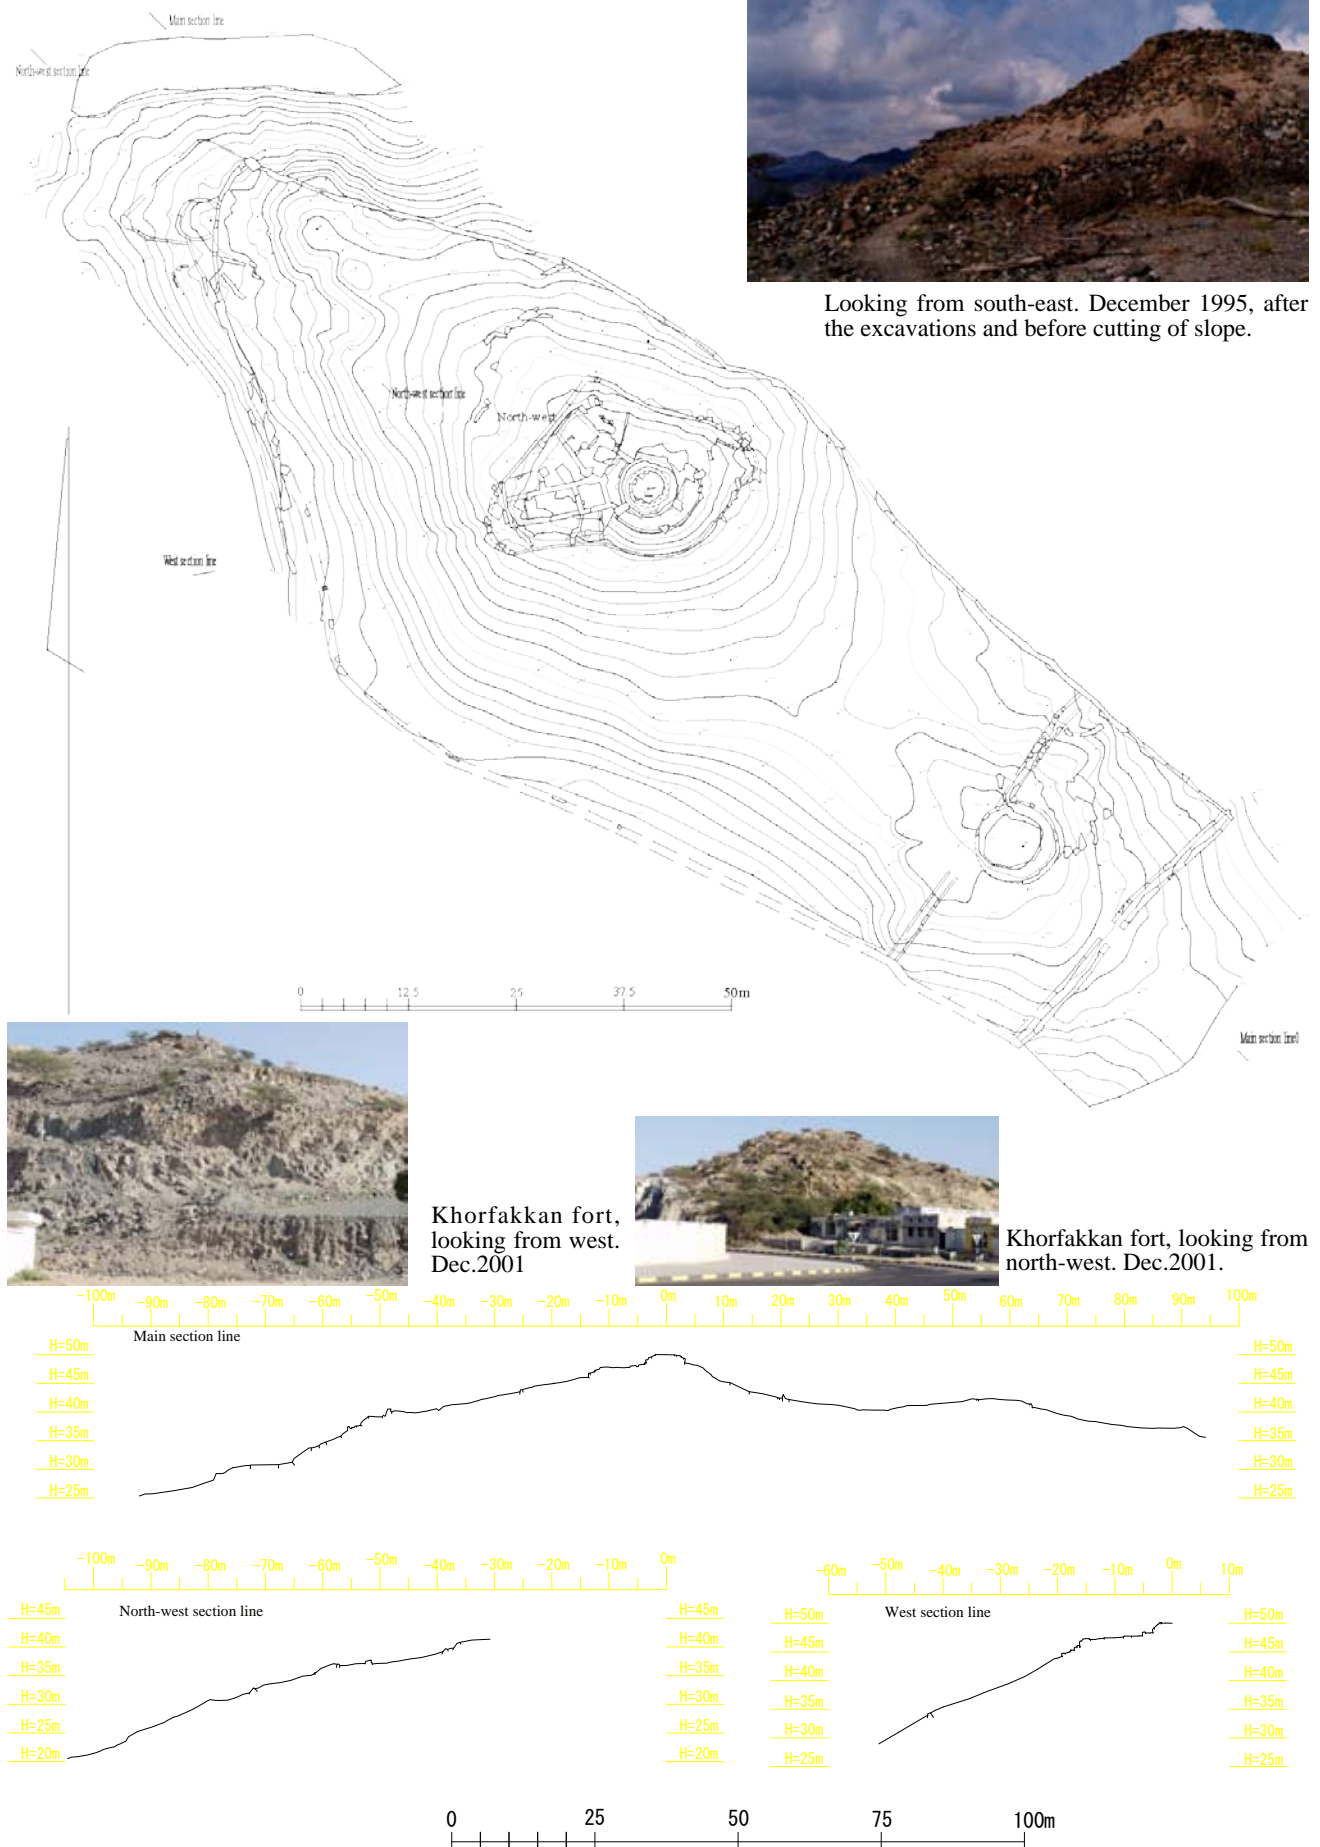 Main section line
North-west section line
Looking from south-east. December 1995, after
the excavations and before cutting of slope.
North-west section line
North-west
West section line
0 12.5 25 37.5 50m
Main section line0
Khorfakkan fort,
looking from west.
Dec.2001
Khorfakkan fort, looking from
north-west. Dec.2001.
-100m -90m -80m -70m -60m -50m -40m -30m -20m -10m 0m 10m 20m 30m 40m 50m 60m 70m 80m 90m 100m
Main section line
H=50m H=50m
H=45m H=45m
H=40m H=40m
H=35m H=35m
H=30m H=30m
H=25m H=25m
-100m -90m -80m -70m -60m -50m -40m -30m -20m -10m 0m
North-west section line
H=45m H=45m
H=40m H=40m
H=35m H=35m
H=30m H=30m
H=25m H=25m
H=20m H=20m
-60m -50m -40m -30m -20m -10m 0m 10m
West section line
H=50m H=50m
H=45m H=45m
H=40m H=40m
H=35m H=35m
H=30m H=30m
H=25m H=25m
0 25 50 75 100m